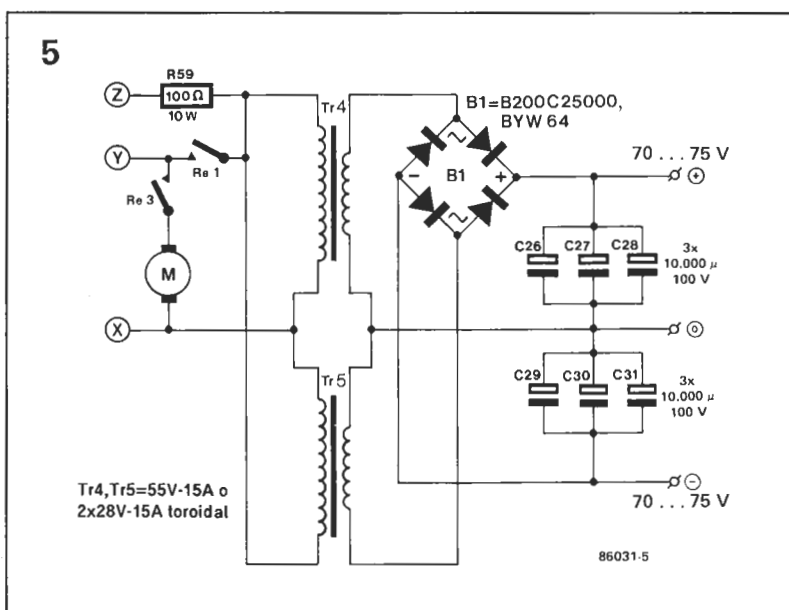 5
Z
R59
100Ω
10W
Y
Re 1
Re 3
M
X
Tr4
Tr5
Tr4,Tr5=55V-15A o
2x28V-15A toroidal
B1=B200C25000,
BYW 64
B1
~
~
-
+
70 ... 75 V
+
C26
C27
C28
3x
10.000 µ
100 V
0
C29
C30
C31
3x
10.000 µ
100 V
-
70 ... 75 V
86031-5